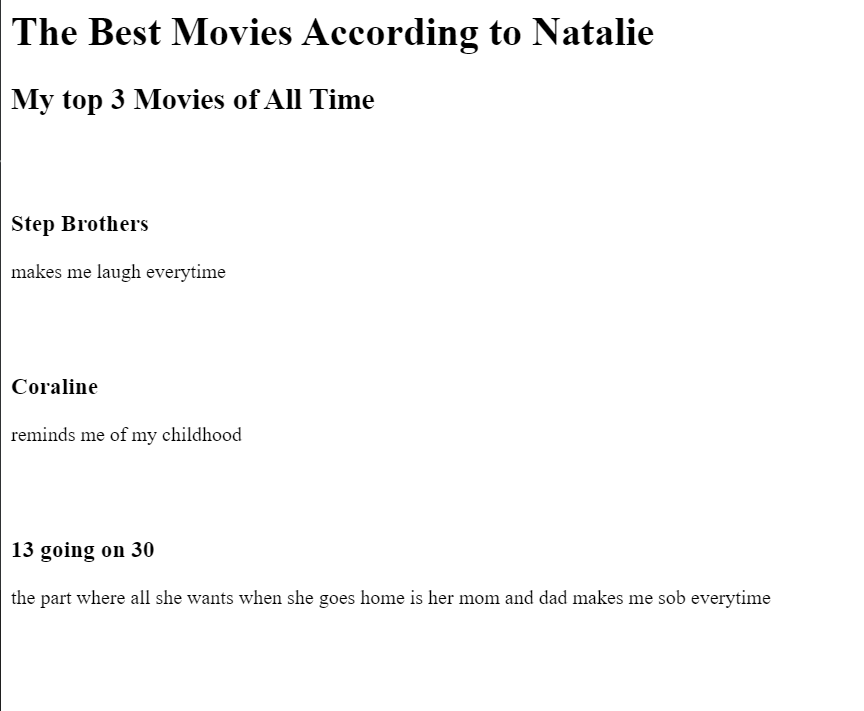 The Best Movies According to Natalie
My top 3 Movies of All Time
Step Brothers
makes me laugh everytime
Coraline
reminds me of my childhood
13 going on 30
the part where all she wants when she goes home is her mom and dad makes me sob everytime